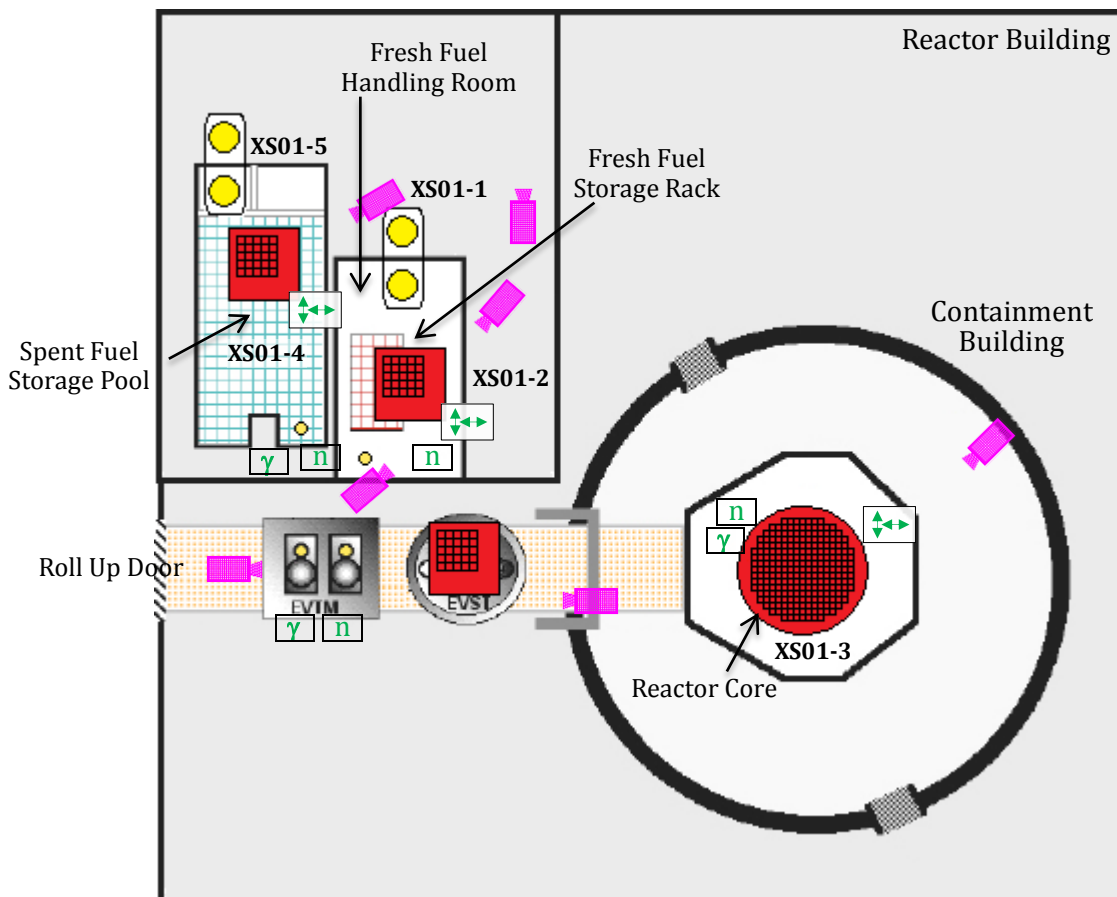 Reactor Building
Fresh Fuel
Handling Room
XS01-5
Fresh Fuel
Storage Rack
XS01-1
Containment
Building
Spent Fuel
Storage Pool
XS01-4
XS01-2
γ
n
n
n
γ
Roll Up Door
EVTM
EVST
γ
n
XS01-3
Reactor Core